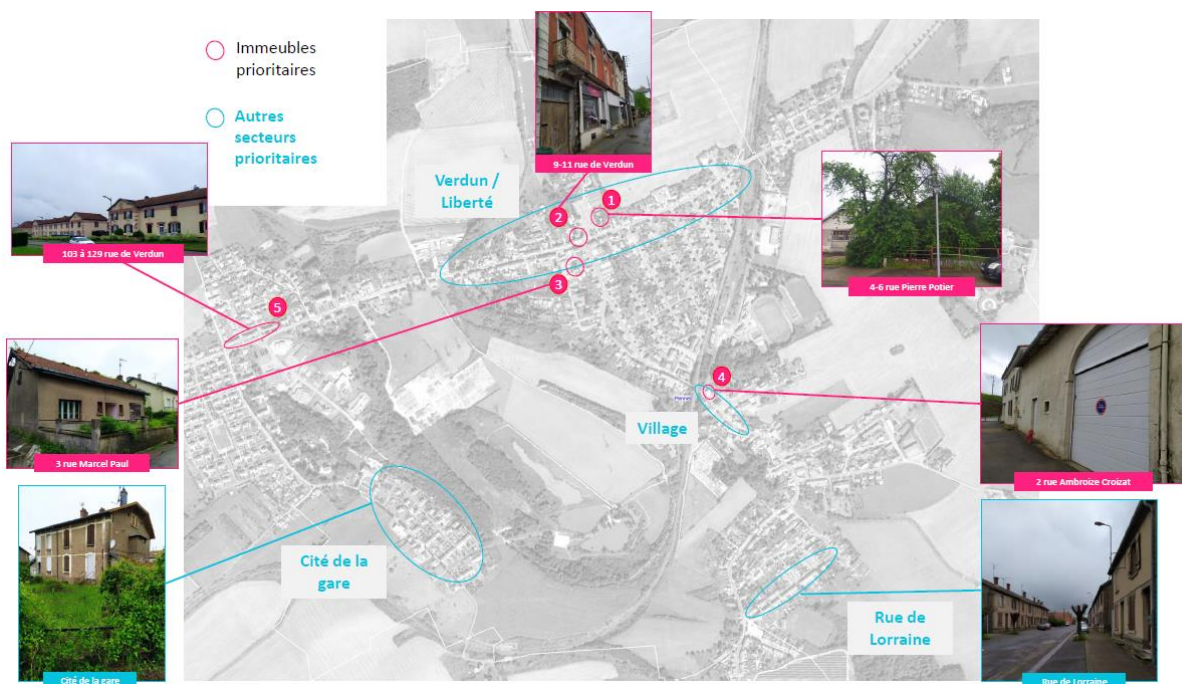 Immeubles
prioritaires
Autres
secteurs
prioritaires
9-11 rue de Verdun
Verdun /
Liberté
1
2
3
4-6 rue Pierre Potier
103 à 129 rue de Verdun
5
3 rue Marcel Paul
4
Piennes
Village
2 rue Ambroize Croizat
Cité de la
gare
Rue de
Lorraine
Cité de la gare
Rue de Lorraine